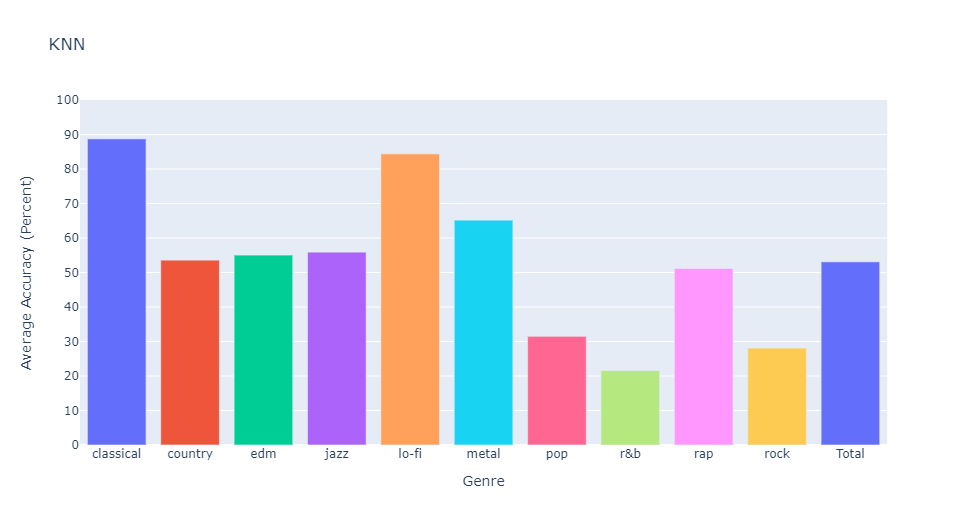 KNN
Average Accuracy (Percent)
100
90
80
70
60
50
40
30
20
10
0
classical country edm jazz lo-fi metal pop r&b rap rock Total
Genre